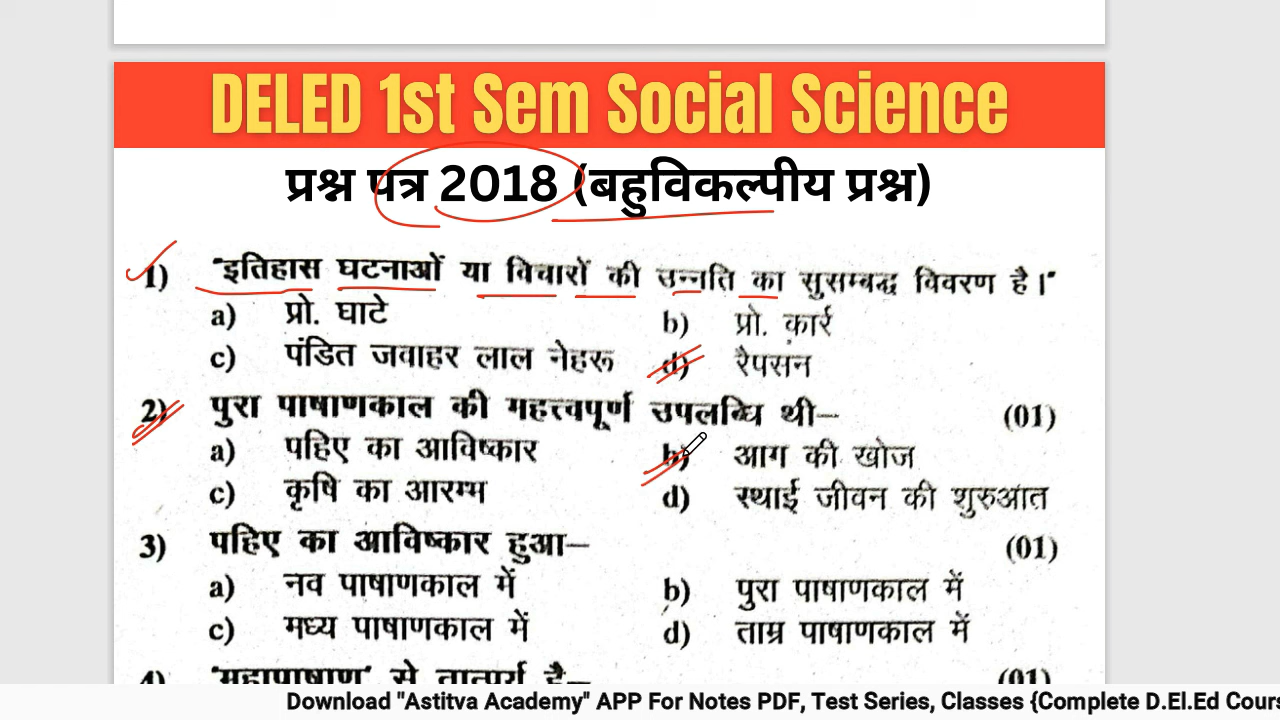 DELED 1st Sem Social Science
प्रश्न पत्र 2018 (बहुविकल्पीय प्रश्न)
1) "इतिहास घटनाओं या विचारों की उन्नति का सुसम्बद्ध विवरण है।"
a) प्रो. घाटे b) प्रो. कार्र
c) पंडित जवाहर लाल नेहरू d) रैपसन
2) पुरा पाषाणकाल की महत्त्वपूर्ण उपलब्धि थी– (01)
a) पहिए का आविष्कार b) आग की खोज
c) कृषि का आरम्भ d) स्थाई जीवन की शुरुआत
3) पहिए का आविष्कार हुआ– (01)
a) नव पाषाणकाल में b) पुरा पाषाणकाल में
c) मध्य पाषाणकाल में d) ताम्र पाषाणकाल में
4) "महापाषाण" से तात्पर्य है– (01)
Download "Astitva Academy" APP For Notes PDF, Test Series, Classes {Complete D.El.Ed Cours